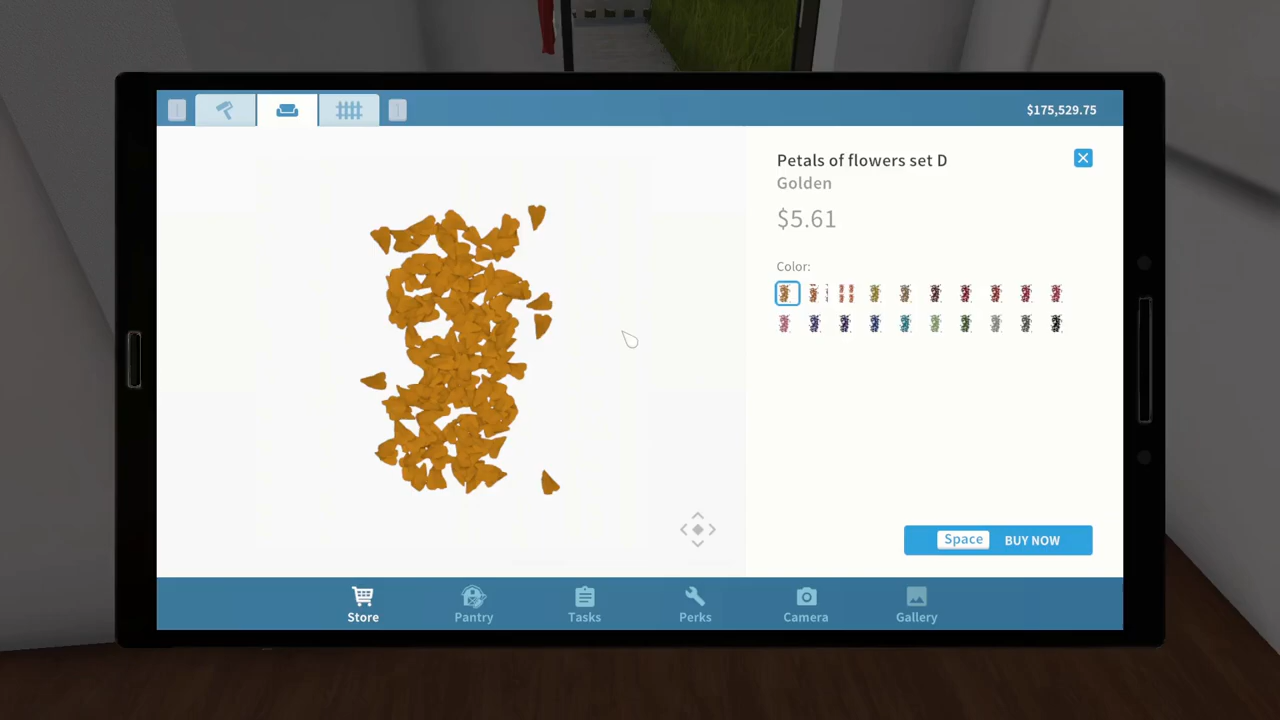 $175,529.75
Petals of flowers set D
Golden
$5.61
Color:
Space BUY NOW
Store
Pantry
Tasks
Perks
Camera
Gallery